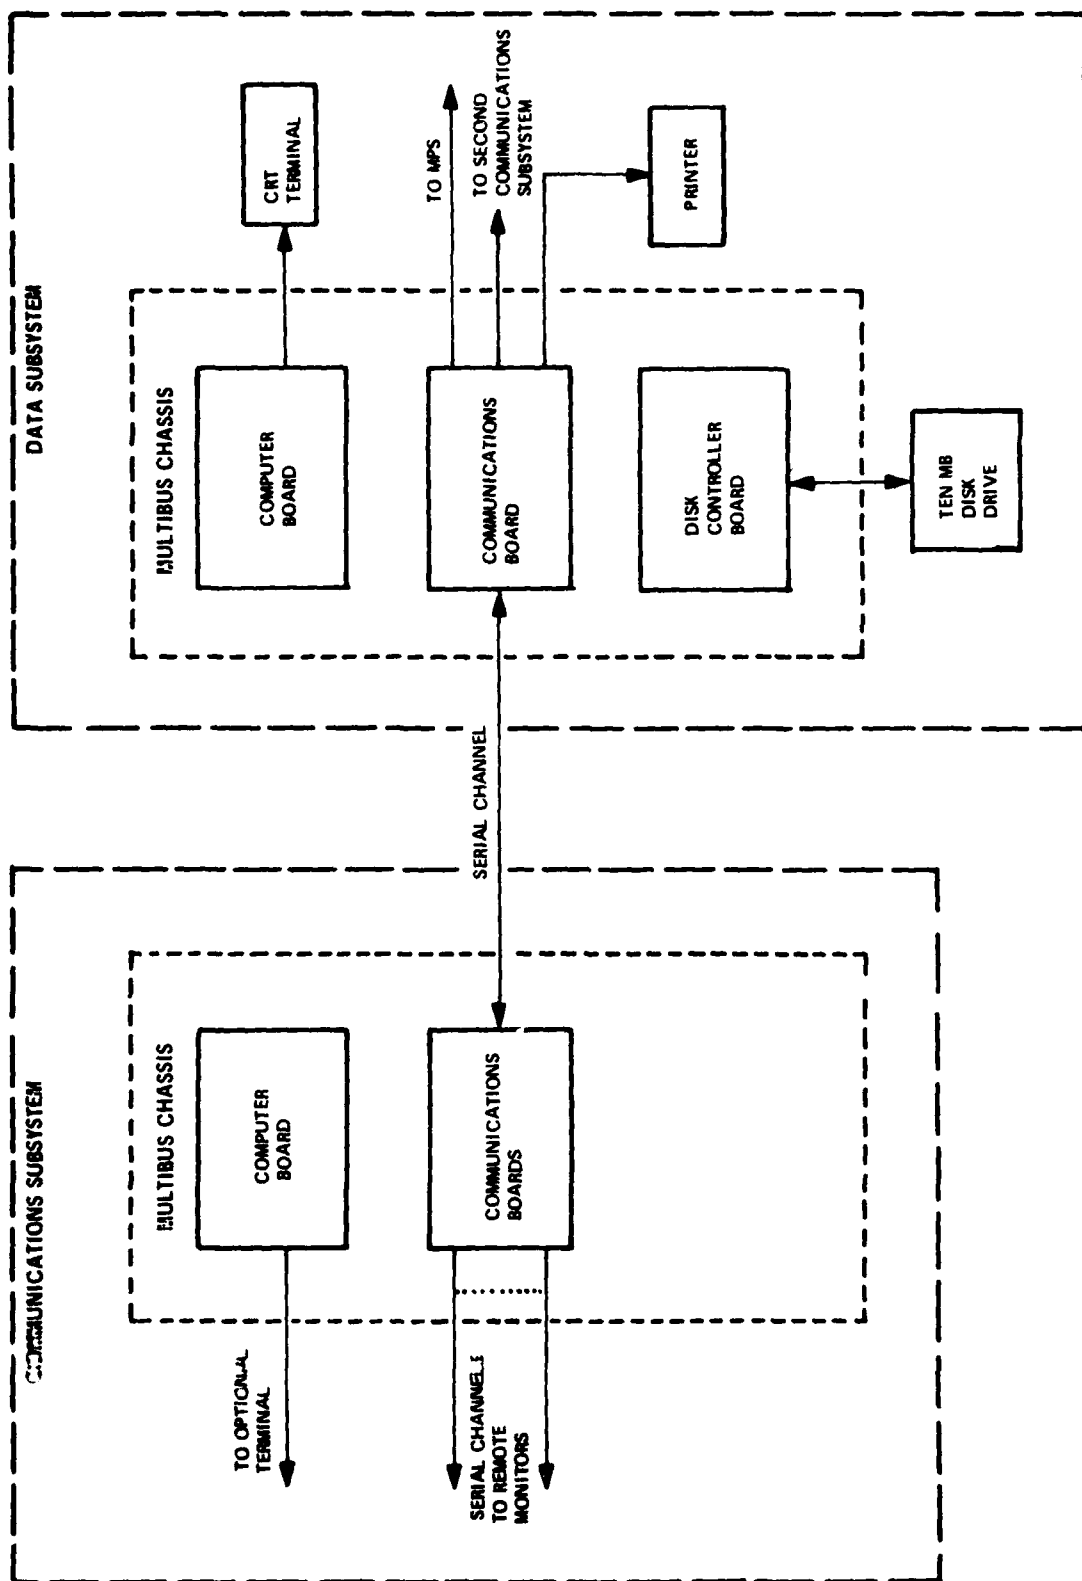 COMMUNICATIONS SUBSYSTEM
MULTIBUS CHASSIS
COMPUTER
BOARD
TO OPTIONAL
TERMINAL
COMMUNICATIONS
BOARDS
SERIAL CHANNELS
TO REMOTE
MONITORS
SERIAL CHANNEL
DATA SUBSYSTEM
MULTIBUS CHASSIS
COMPUTER
BOARD
CRT
TERMINAL
COMMUNICATIONS
BOARD
TO MPS
TO SECOND
COMMUNICATIONS
SUBSYSTEM
PRINTER
DISK
CONTROLLER
BOARD
TEN MB
DISK
DRIVE